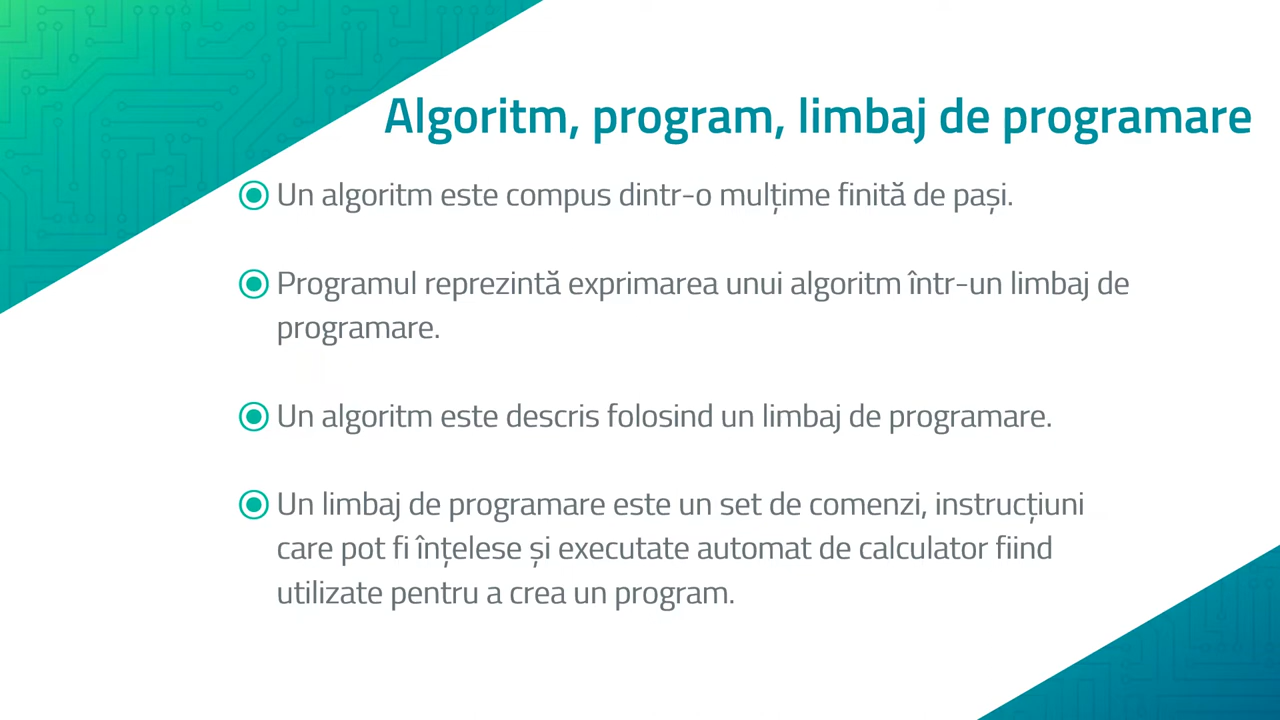 Algoritm, program, limbaj de programare
Un algoritm este compus dintr-o mulțime finită de pași.
Programul reprezintă exprimarea unui algoritm într-un limbaj de
programare.
Un algoritm este descris folosind un limbaj de programare.
Un limbaj de programare este un set de comenzi, instrucțiuni
care pot fi înțelese și executate automat de calculator fiind
utilizate pentru a crea un program.